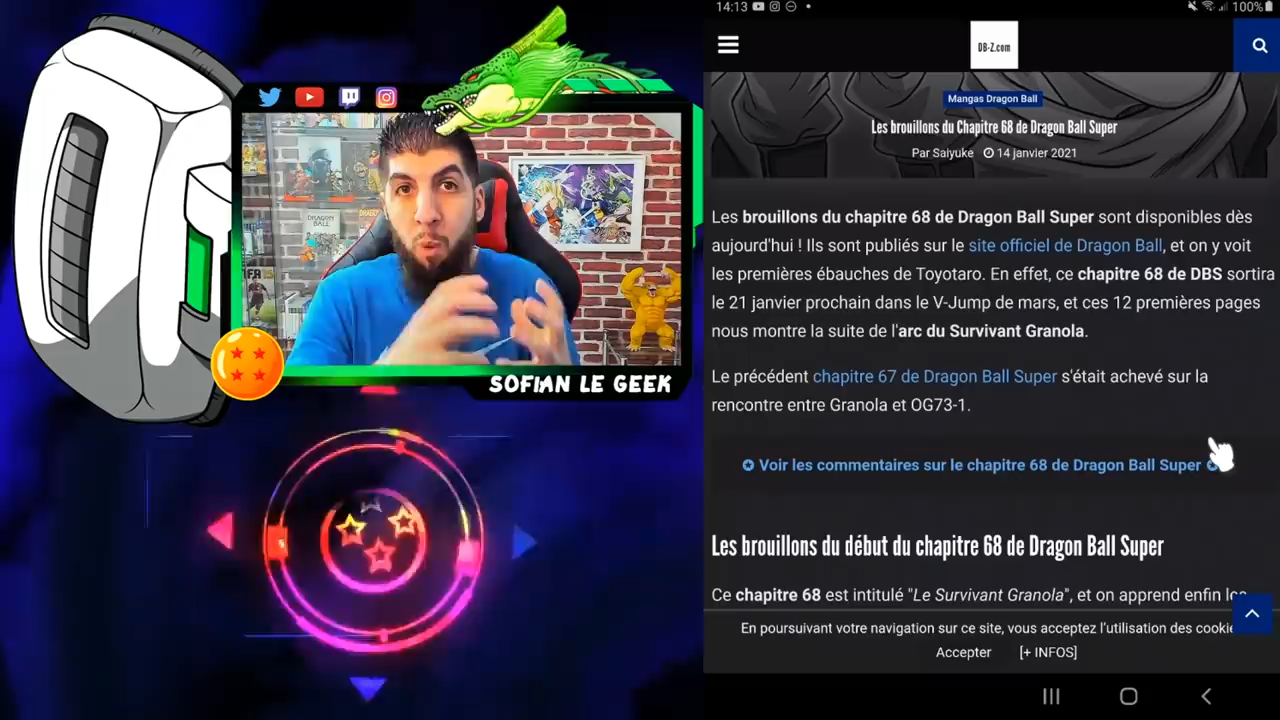 DRAGON
BALL
SOFIAN LE GEEK
14:13
100%
DB-Z.com
Mangas Dragon Ball
Les brouillons du Chapitre 68 de Dragon Ball Super
Par Saiyuke 14 janvier 2021
Les brouillons du chapitre 68 de Dragon Ball Super sont disponibles dès
aujourd'hui ! Ils sont publiés sur le site officiel de Dragon Ball, et on y voit
les premières ébauches de Toyotaro. En effet, ce chapitre 68 de DBS sortira
le 21 janvier prochain dans le V-Jump de mars, et ces 12 premières pages
nous montre la suite de l'arc du Survivant Granola.
Le précédent chapitre 67 de Dragon Ball Super s'était achevé sur la
rencontre entre Granola et OG73-1.
Voir les commentaires sur le chapitre 68 de Dragon Ball Super
Les brouillons du début du chapitre 68 de Dragon Ball Super
Ce chapitre 68 est intitulé "Le Survivant Granola", et on apprend enfin
En poursuivant votre navigation sur ce site, vous acceptez l'utilisation des cookie
Accepter [+ INFOS]